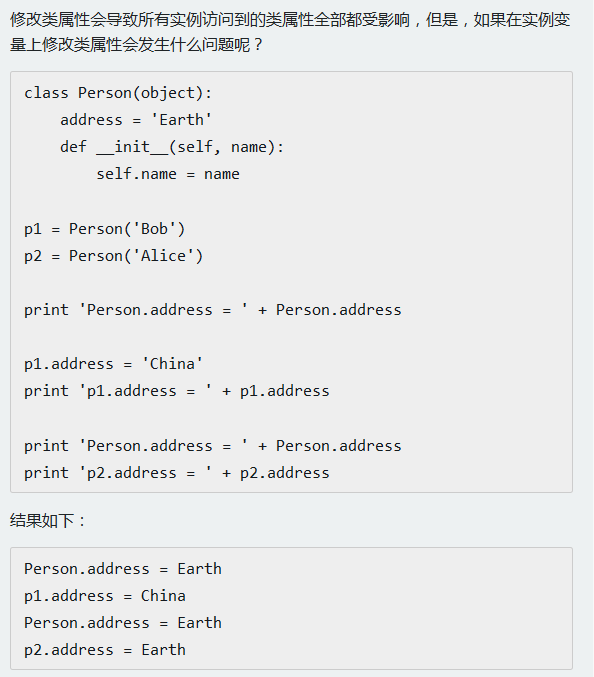 修改类属性会导致所有实例访问到的类属性全部都受影响，但是，如果在实例变
量上修改类属性会发生什么问题呢？
class Person(object):
    address = 'Earth'
    def __init__(self, name):
        self.name = name
p1 = Person('Bob')
p2 = Person('Alice')
print 'Person.address = ' + Person.address
p1.address = 'China'
print 'p1.address = ' + p1.address
print 'Person.address = ' + Person.address
print 'p2.address = ' + p2.address
结果如下：
Person.address = Earth
p1.address = China
Person.address = Earth
p2.address = Earth